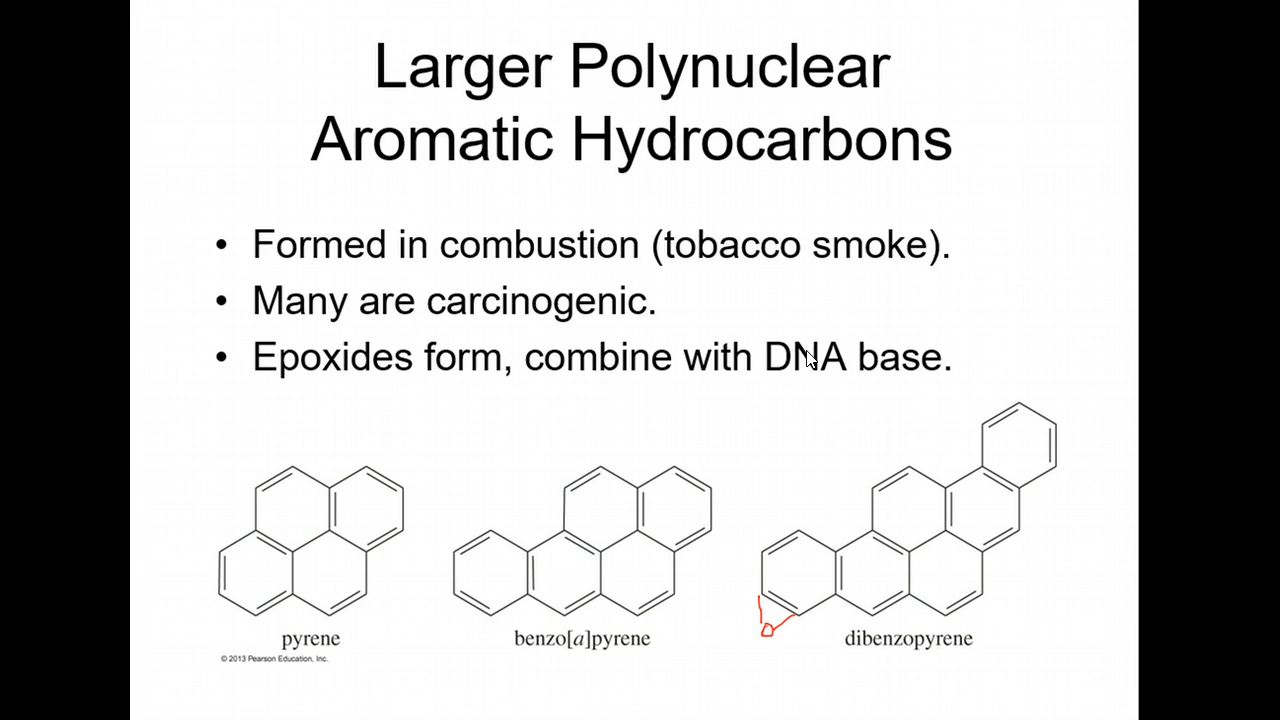 Larger Polynuclear
Aromatic Hydrocarbons
• Formed in combustion (tobacco smoke).
• Many are carcinogenic.
• Epoxides form, combine with DNA base.
O
pyrene benzo[a]pyrene dibenzopyrene
© 2013 Pearson Education, Inc.